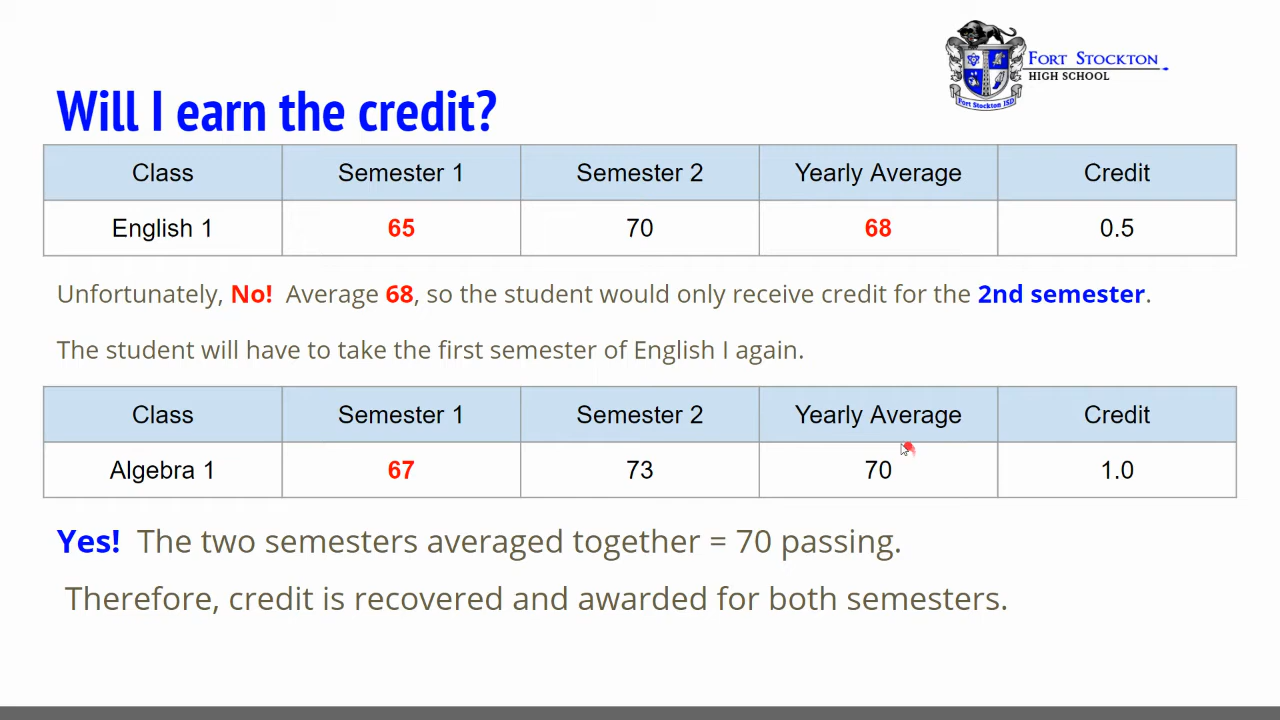 FORT STOCKTON
HIGH SCHOOL
Fort Stockton ISD
Will I earn the credit?
Class Semester 1 Semester 2 Yearly Average Credit
English 1 65 70 68 0.5
Unfortunately, No! Average 68, so the student would only receive credit for the 2nd semester.
The student will have to take the first semester of English I again.
Class Semester 1 Semester 2 Yearly Average Credit
Algebra 1 67 73 70 1.0
Yes! The two semesters averaged together = 70 passing.
Therefore, credit is recovered and awarded for both semesters.